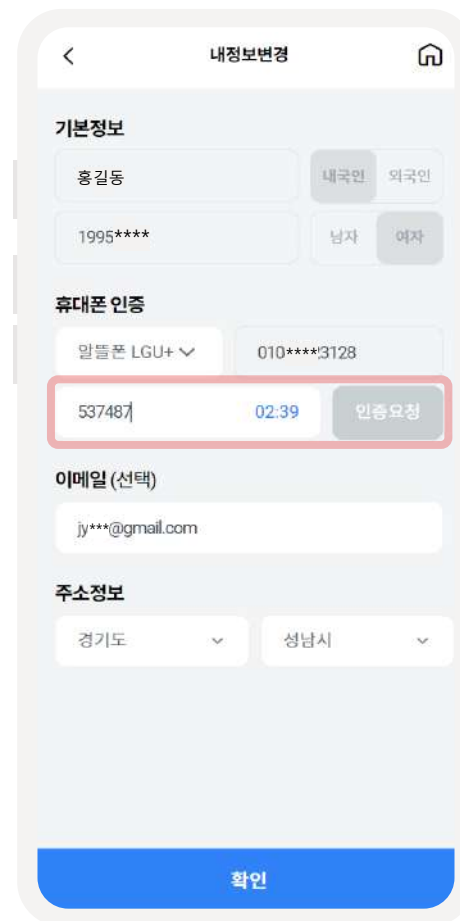 내정보변경
기본정보
홍길동 내국인 외국인
1995**** 남자 여자
휴대폰 인증
알뜰폰 LGU+ 010****3128
537487 02:39 인증요청
이메일 (선택)
jy***@gmail.com
주소정보
경기도 성남시
확인